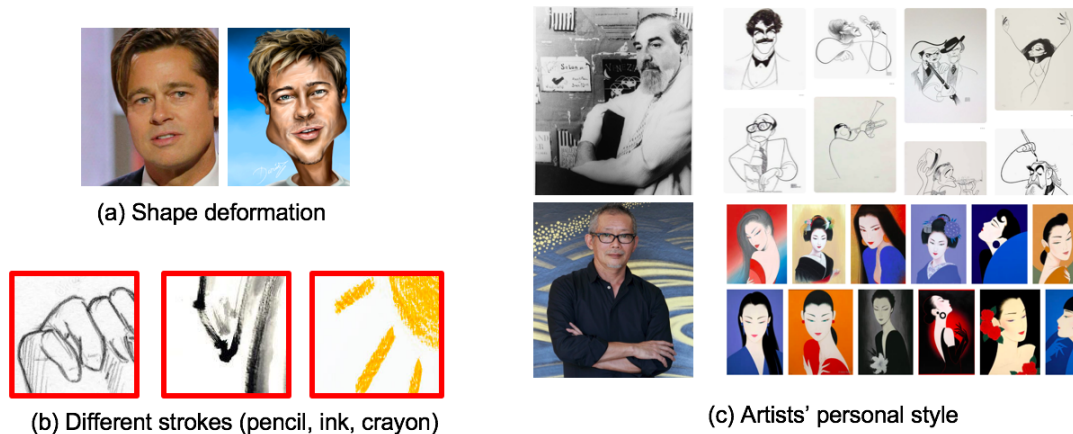 (a) Shape deformation
(b) Different strokes (pencil, ink, crayon)
(c) Artists' personal style